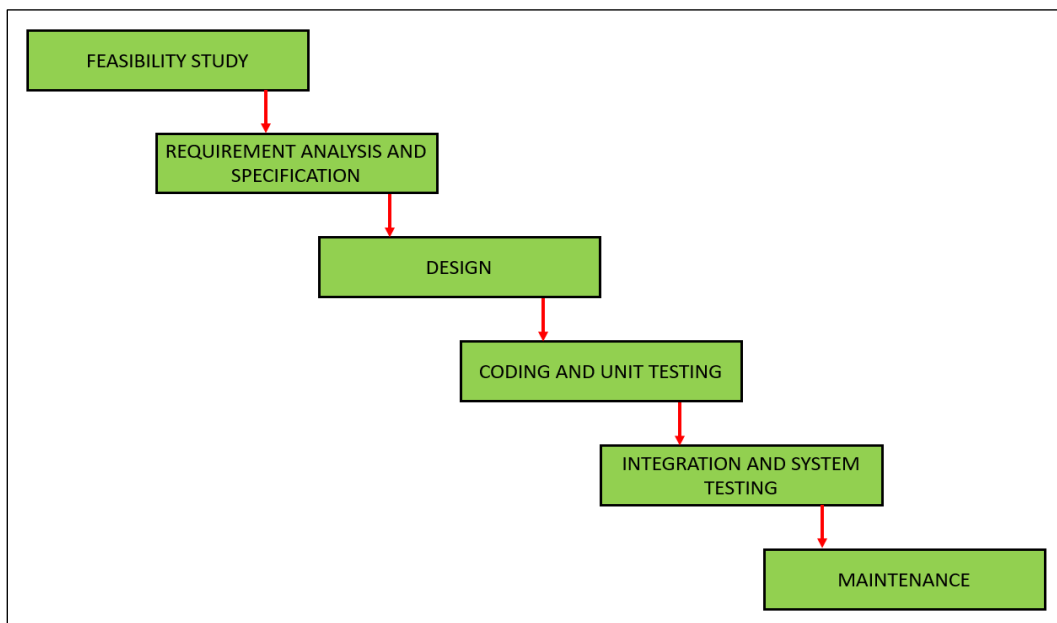 FEASIBILITY STUDY
REQUIREMENT ANALYSIS AND
SPECIFICATION
DESIGN
CODING AND UNIT TESTING
INTEGRATION AND SYSTEM
TESTING
MAINTENANCE